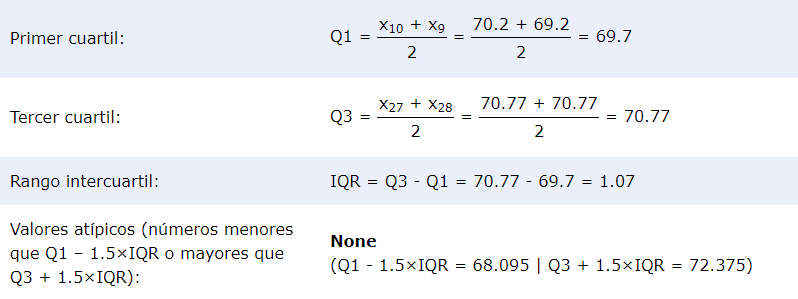 Primer cuartil:
Q1 = (x10 + x9)/2 = (70.2 + 69.2)/2 = 69.7
Tercer cuartil:
Q3 = (x27 + x28)/2 = (70.77 + 70.77)/2 = 70.77
Rango intercuartil:
IQR = Q3 - Q1 = 70.77 - 69.7 = 1.07
Valores atípicos (números menores
que Q1 – 1.5×IQR o mayores que
Q3 + 1.5×IQR):
None
(Q1 - 1.5×IQR = 68.095 | Q3 + 1.5×IQR = 72.375)